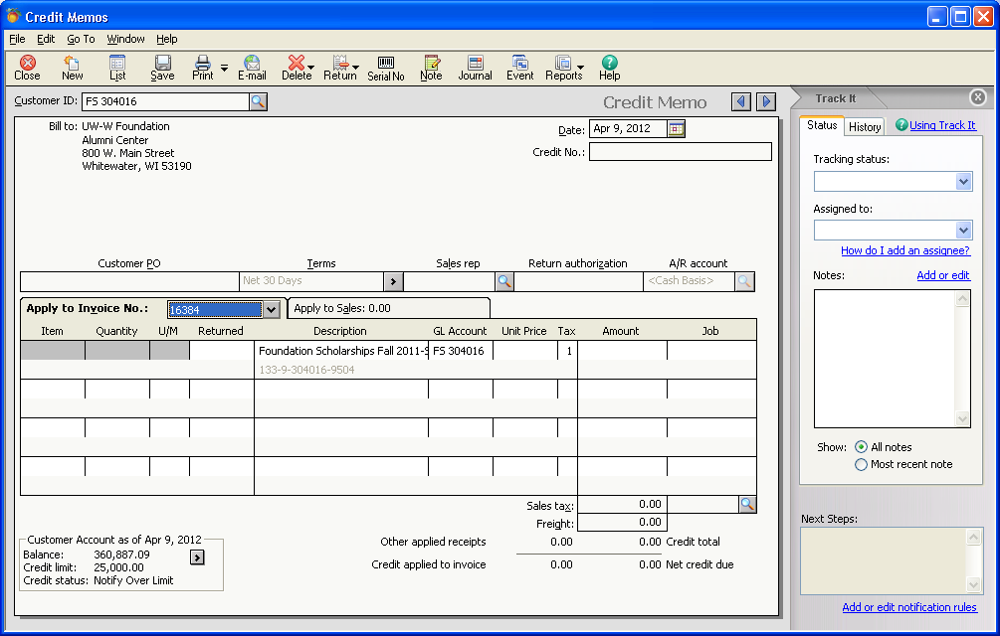 Credit Memos
File Edit Go To Window Help
Close New List Save Print E-mail Delete Return Serial No Note Journal Event Reports Help
Customer ID: FS 304016
Credit Memo
Bill to: UW-W Foundation
Alumni Center
800 W. Main Street
Whitewater, WI 53190
Date: Apr 9, 2012
Credit No.:
Customer PO Terms Sales rep Return authorization A/R account
Net 30 Days <Cash Basis>
Apply to Invoice No.: 16384 Apply to Sales: 0.00
Item Quantity U/M Returned Description GL Account Unit Price Tax Amount Job
Foundation Scholarships Fall 2011-S FS 304016 1
133-9-304016-9504
Sales tax: 0.00
Freight: 0.00
Other applied receipts 0.00 0.00 Credit total
Credit applied to invoice 0.00 0.00 Net credit due
Customer Account as of Apr 9, 2012
Balance: 360,887.09
Credit limit: 25,000.00
Credit status: Notify Over Limit
Track It
Status History Using Track It
Tracking status:
Assigned to:
How do I add an assignee?
Notes: Add or edit
Show: All notes
Most recent note
Next Steps:
Add or edit notification rules